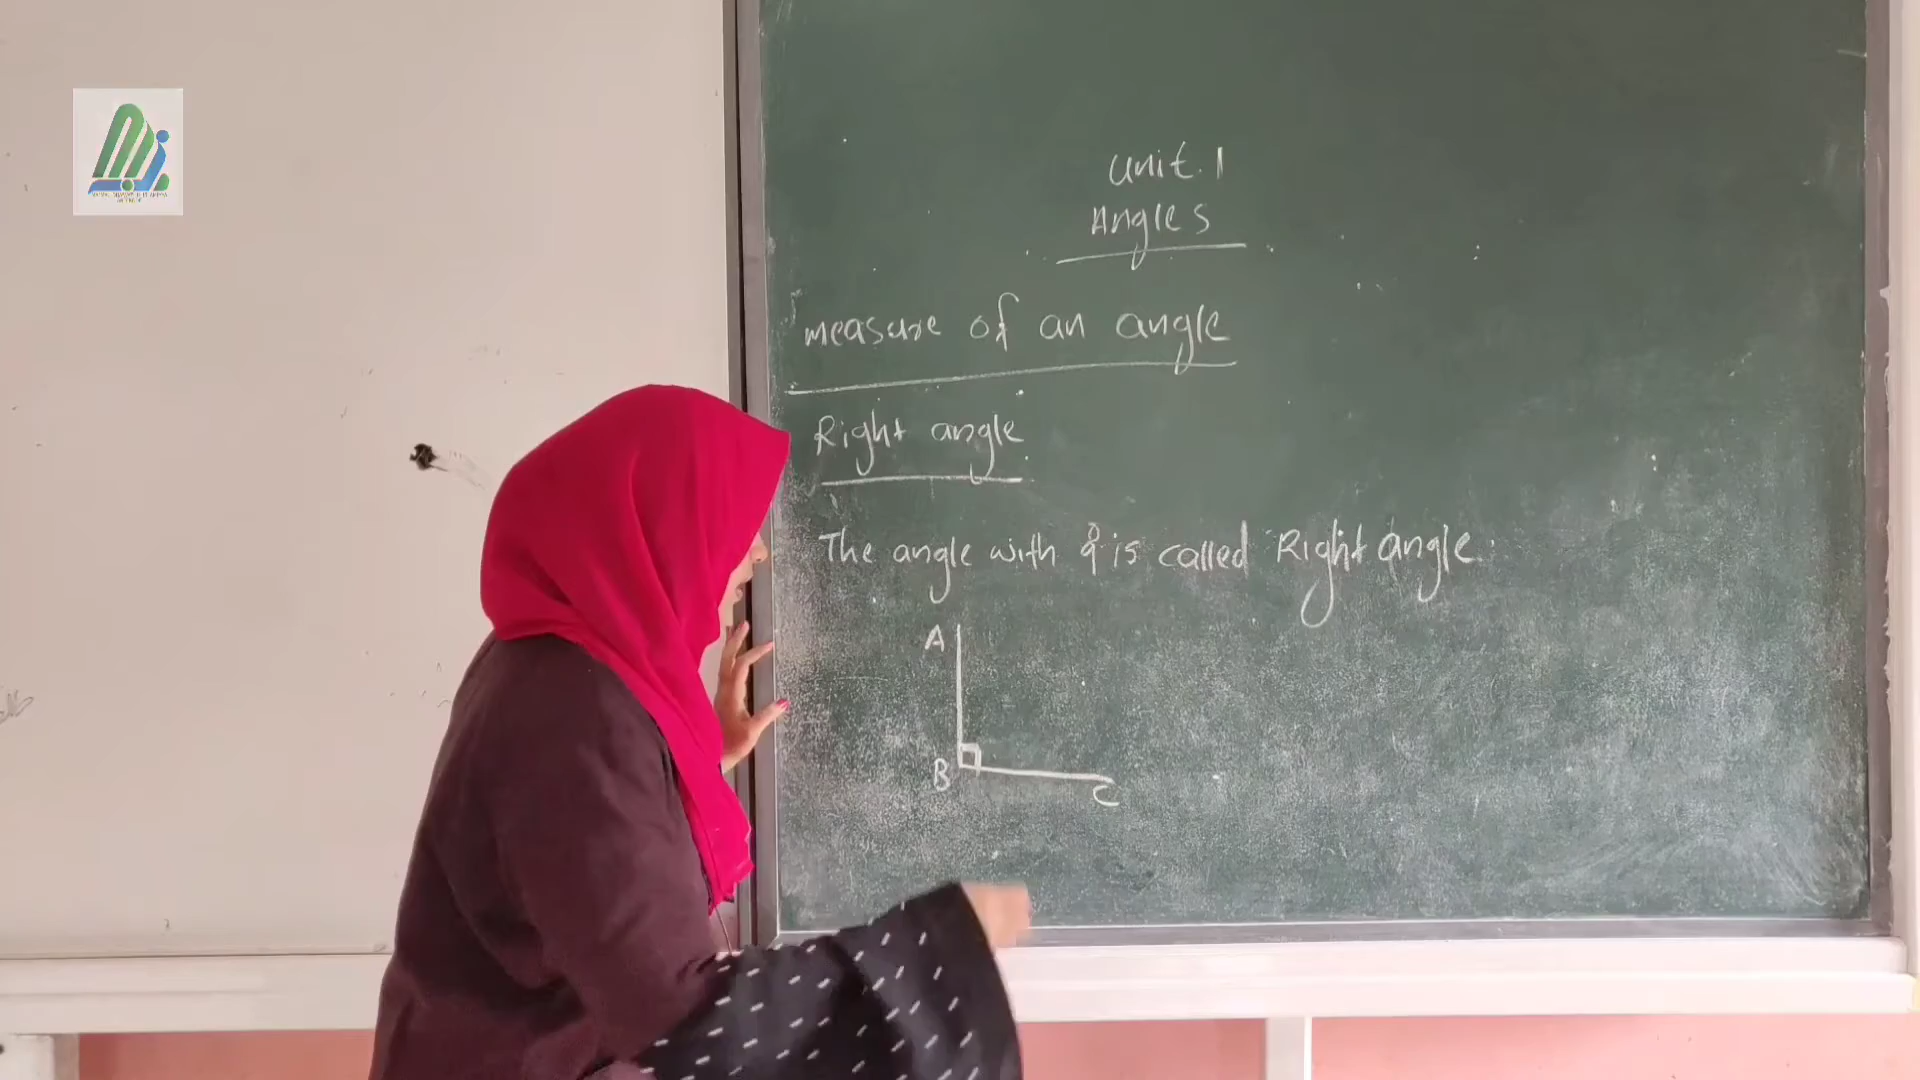 Unit. 1
Angles
measure of an angle
Right angle
The angle with is called Right angle.
A
B
C